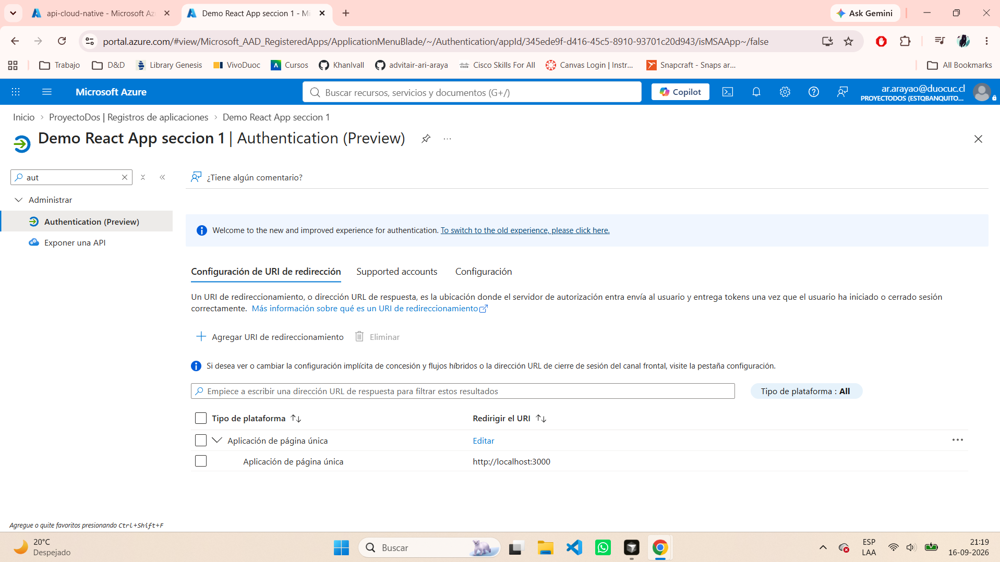 api-cloud-native - Microsoft Az
Demo React App seccion 1 - Mi
Ask Gemini
portal.azure.com/#view/Microsoft_AAD_RegisteredApps/ApplicationMenuBlade/~/Authentication/appId/345ede9f-d416-45c5-8910-93701c20d943/isMSAApp~/false
Trabajo
D&D
Library Genesis
VivoDuoc
Cursos
KhanIvall
advitair-ari-araya
Cisco Skills For All
Canvas Login | Instr...
Snapcraft - Snaps ar...
All Bookmarks
Microsoft Azure
Buscar recursos, servicios y documentos (G+/)
Copilot
ar.arayao@duocuc.cl
PROYECTODOS (ESTQBANQUITO...
Inicio > ProyectoDos | Registros de aplicaciones > Demo React App seccion 1
Demo React App seccion 1 | Authentication (Preview)
aut
Administrar
Authentication (Preview)
Exponer una API
¿Tiene algún comentario?
Welcome to the new and improved experience for authentication. To switch to the old experience, please click here.
Configuración de URI de redirección
Supported accounts
Configuración
Un URI de redireccionamiento, o dirección URL de respuesta, es la ubicación donde el servidor de autorización entra envía al usuario y entrega tokens una vez que el usuario ha iniciado o cerrado sesión
correctamente. Más información sobre qué es un URI de redireccionamiento
Agregar URI de redireccionamiento
Eliminar
Si desea ver o cambiar la configuración implícita de concesión y flujos híbridos o la dirección URL de cierre de sesión del canal frontal, visite la pestaña configuración.
Empiece a escribir una dirección URL de respuesta para filtrar estos resultados
Tipo de plataforma : All
Tipo de plataforma
Redirigir el URI
Aplicación de página única
Editar
Aplicación de página única
http://localhost:3000
Agregue o quite favoritos presionando Ctrl+Shift+F
20°C
Despejado
Buscar
ESP
LAA
21:19
16-09-2026